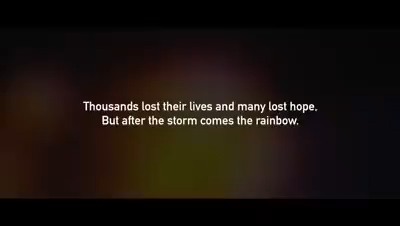 Thousands lost their lives and many lost hope.
But after the storm comes the rainbow.